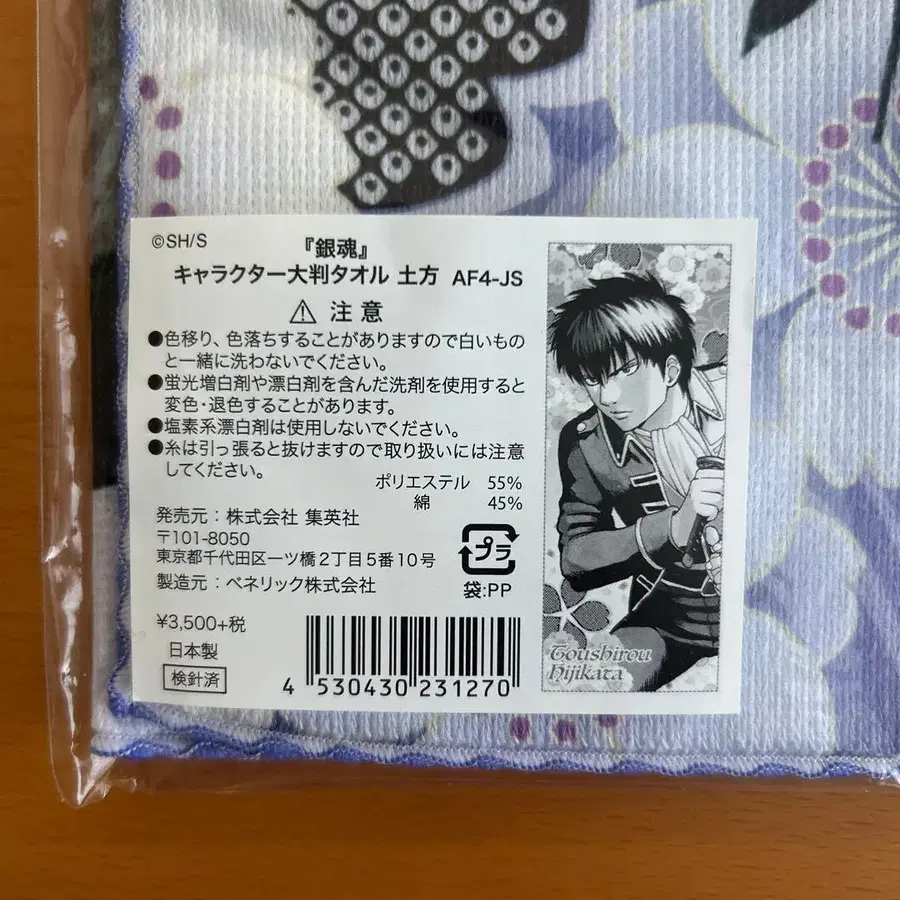 ©SH/S
『銀魂』
キャラクター大判タオル 土方 AF4-JS
⚠ 注意
●色移り、色落ちすることがありますので白いもの
と一緒に洗わないでください。
●蛍光増白剤や漂白剤を含んだ洗剤を使用すると
変色・退色することがあります。
●塩素系漂白剤は使用しないでください。
●糸は引っ張ると抜けますので取り扱いには注意
してください。
ポリエステル 55%
綿 45%
発売元：株式会社 集英社
〒101-8050
東京都千代田区一ツ橋2丁目5番10号
製造元：ベネリック株式会社
プラ
袋:PP
¥3,500+税
日本製
検針済
4 530430 231270
Toushirou
Hijikata